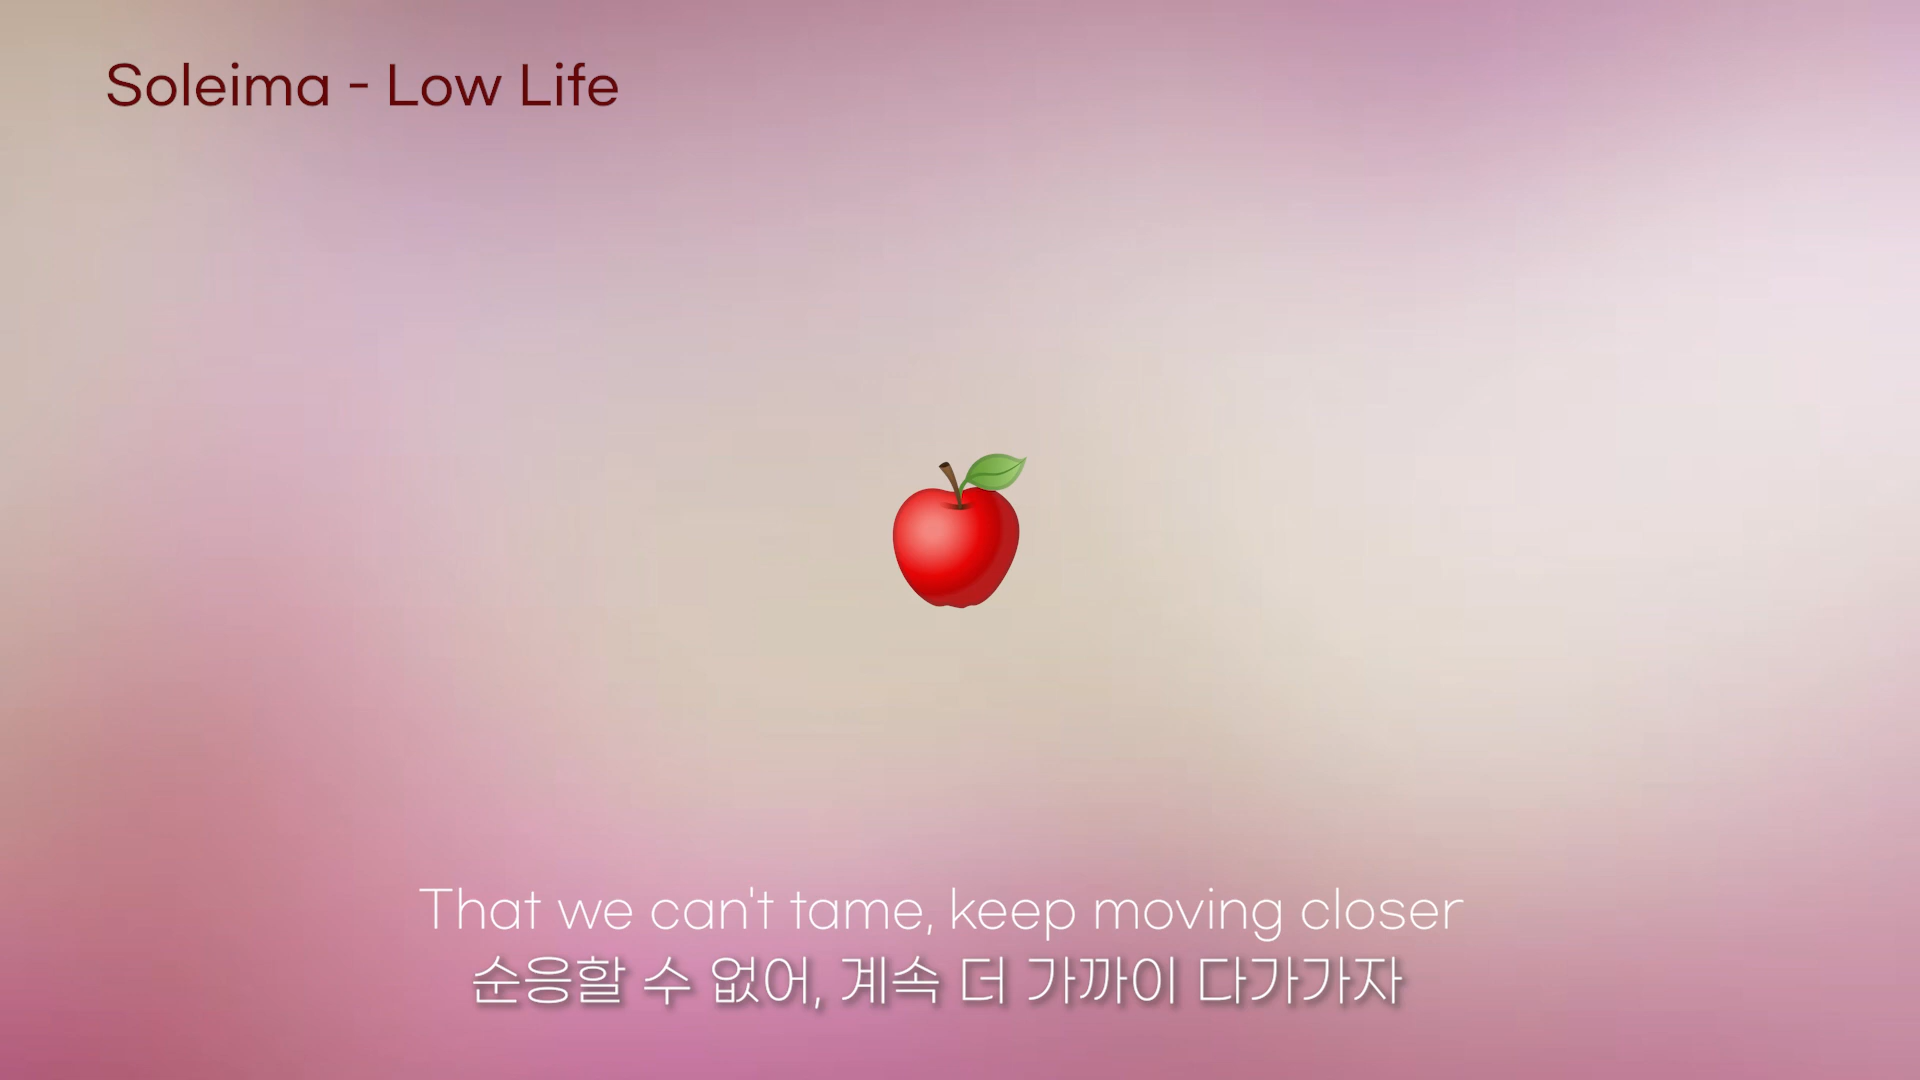 Soleima - Low Life
That we can't tame, keep moving closer
순응할 수 없어, 계속 더 가까이 다가가자